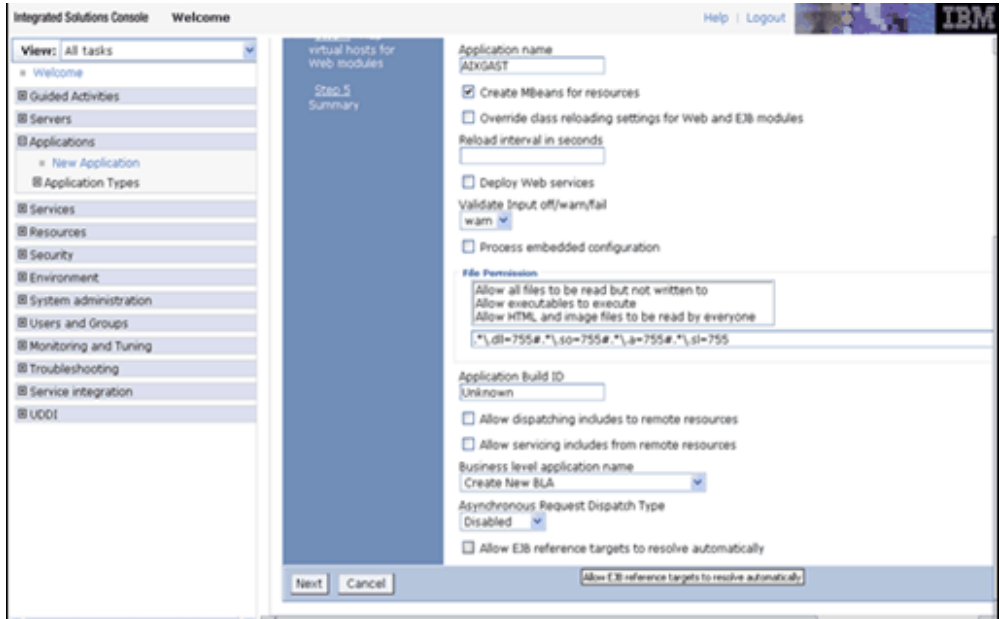 Integrated Solutions Console Welcome Help | Logout IBM
View: All tasks
Welcome
Guided Activities
Servers
Applications
New Application
Application Types
Services
Resources
Security
Environment
System administration
Users and Groups
Monitoring and Tuning
Troubleshooting
Service integration
UDDI
virtual hosts for
Web modules
Step 5
Summary
Application name
AIXGAST
Create MBeans for resources
Override class reloading settings for Web and EJB modules
Reload interval in seconds
Deploy Web services
Validate Input off/warn/fail
warn
Process embedded configuration
File Permission
Allow all files to be read but not written to
Allow executables to execute
Allow HTML and image files to be read by everyone
.*\.dll=755#.*\.so=755#.*\.a=755#.*\.sl=755
Application Build ID
Unknown
Allow dispatching includes to remote resources
Allow servicing includes from remote resources
Business level application name
Create New BLA
Asynchronous Request Dispatch Type
Disabled
Allow EJB reference targets to resolve automatically
Next Cancel
Allow EJB reference targets to resolve automatically